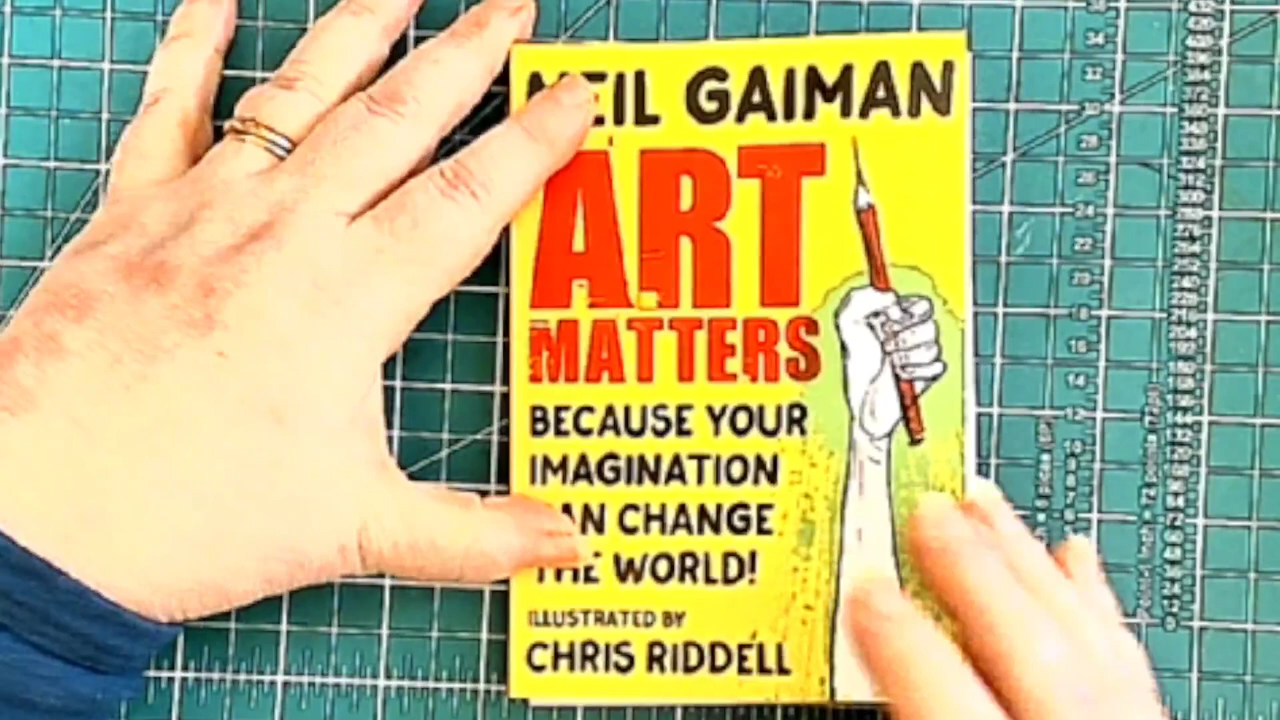 NEIL GAIMAN
ART
MATTERS
BECAUSE YOUR
IMAGINATION
CAN CHANGE
THE WORLD!
ILLUSTRATED BY
CHRIS RIDDELL